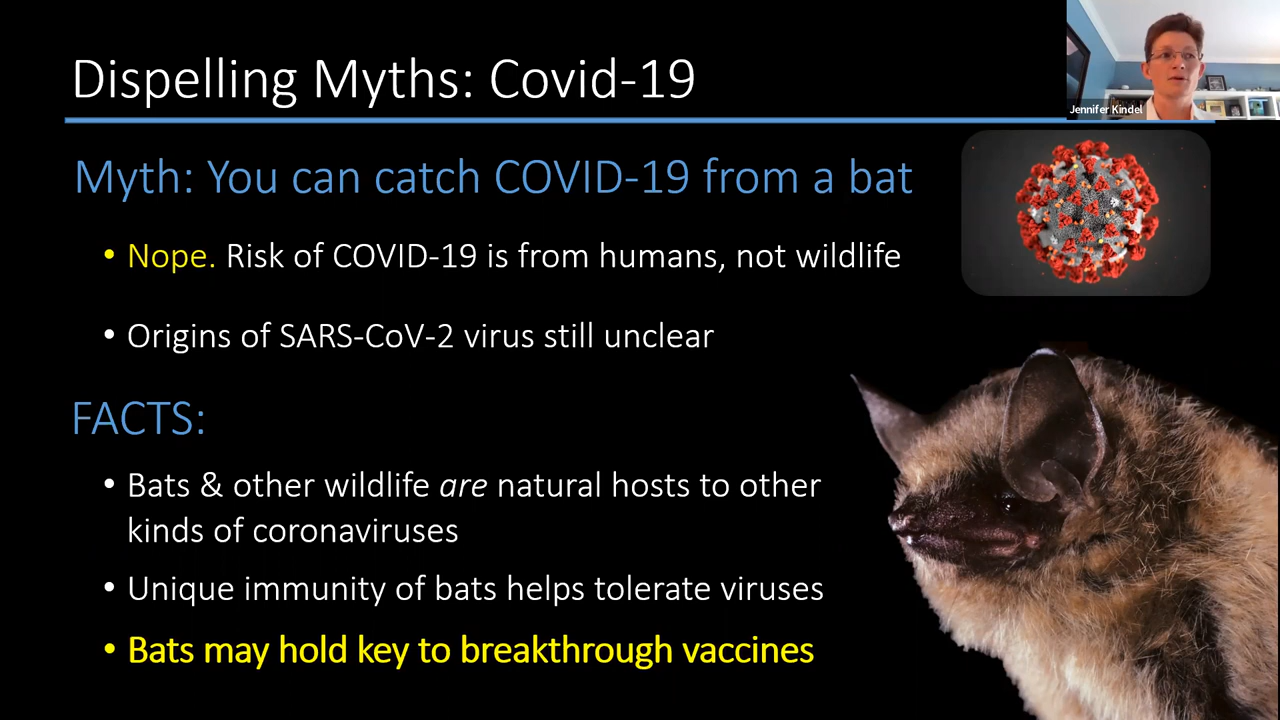 Dispelling Myths: Covid-19
Jennifer Kindel
Myth: You can catch COVID-19 from a bat
• Nope. Risk of COVID-19 is from humans, not wildlife
• Origins of SARS-CoV-2 virus still unclear
FACTS:
• Bats & other wildlife are natural hosts to other
kinds of coronaviruses
• Unique immunity of bats helps tolerate viruses
• Bats may hold key to breakthrough vaccines